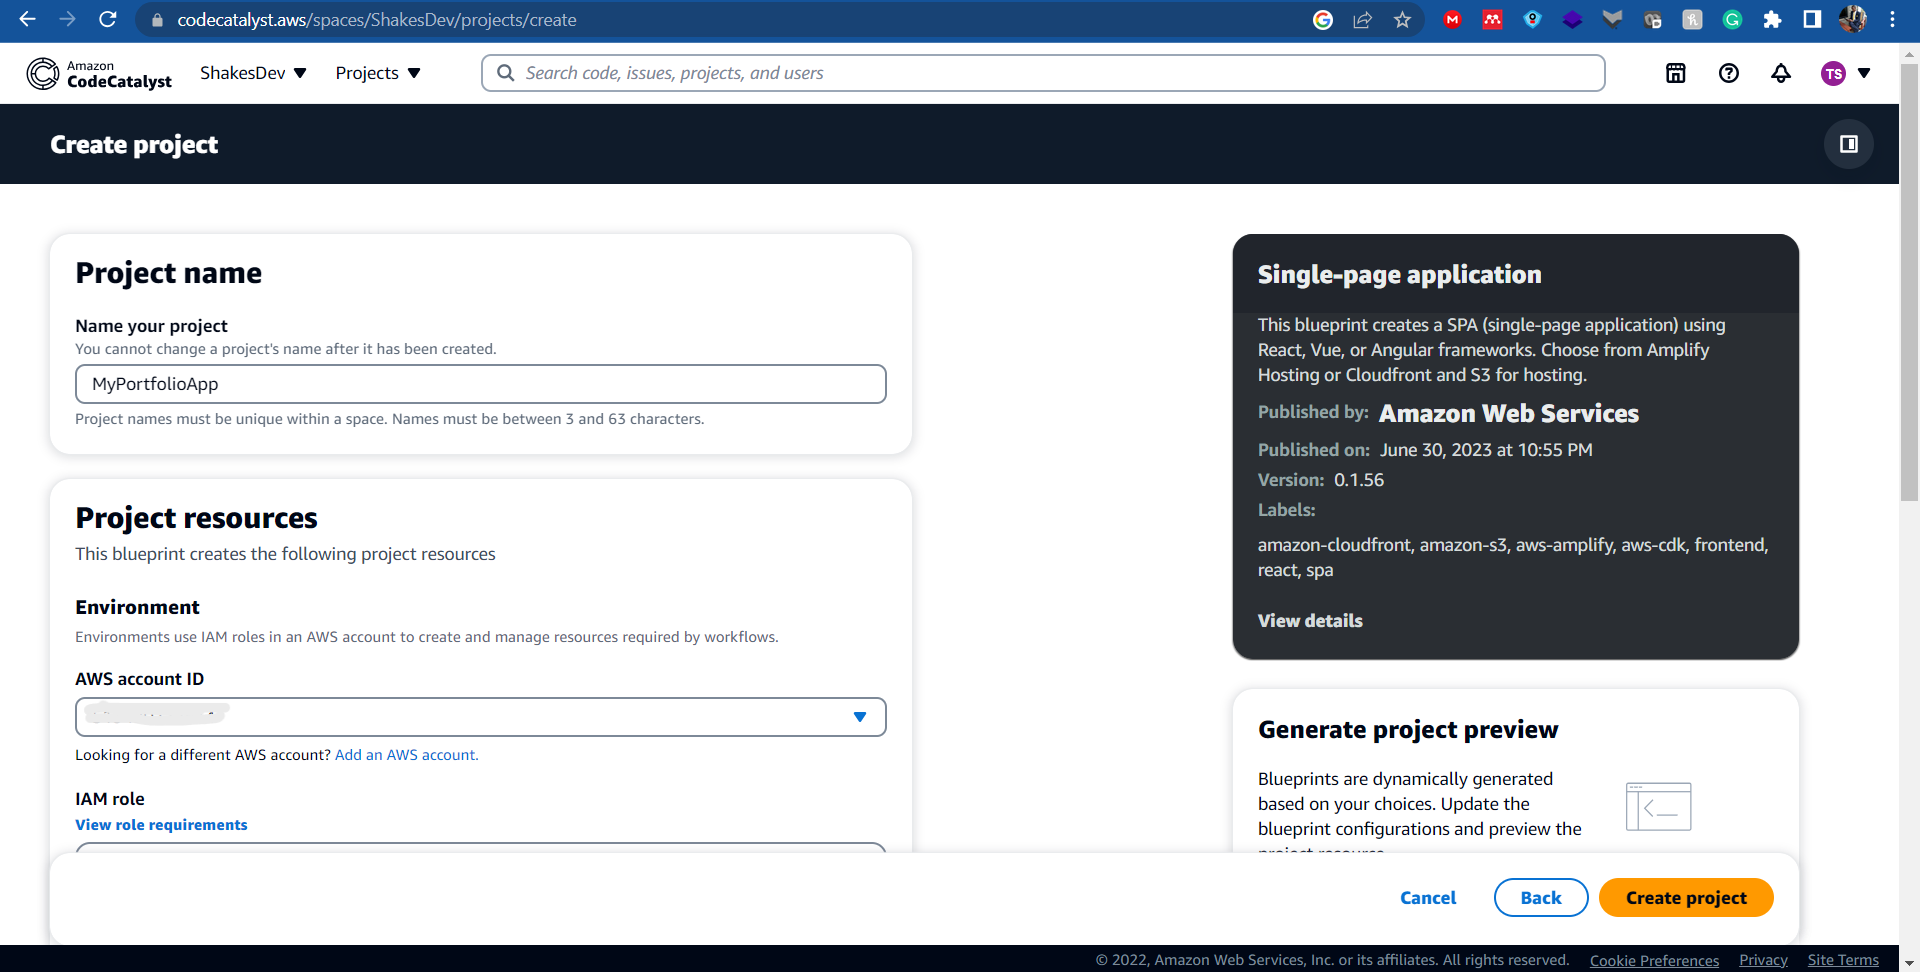 codecatalyst.aws/spaces/ShakesDev/projects/create
Amazon
CodeCatalyst
ShakesDev
Projects
Search code, issues, projects, and users
TS
Create project
Project name
Name your project
You cannot change a project's name after it has been created.
MyPortfolioApp
Project names must be unique within a space. Names must be between 3 and 63 characters.
Project resources
This blueprint creates the following project resources
Environment
Environments use IAM roles in an AWS account to create and manage resources required by workflows.
AWS account ID
Looking for a different AWS account? Add an AWS account.
IAM role
View role requirements
Single-page application
This blueprint creates a SPA (single-page application) using
React, Vue, or Angular frameworks. Choose from Amplify
Hosting or Cloudfront and S3 for hosting.
Published by: Amazon Web Services
Published on: June 30, 2023 at 10:55 PM
Version: 0.1.56
Labels:
amazon-cloudfront, amazon-s3, aws-amplify, aws-cdk, frontend,
react, spa
View details
Generate project preview
Blueprints are dynamically generated
based on your choices. Update the
blueprint configurations and preview the
Cancel
Back
Create project
© 2022, Amazon Web Services, Inc. or its affiliates. All rights reserved.
Cookie Preferences
Privacy
Site Terms